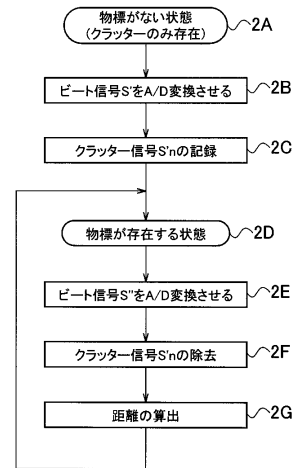 物標がない状態
(クラッターのみ存在)
2A
ビート信号S'をA/D変換させる
2B
クラッター信号S'nの記録
2C
物標が存在する状態
2D
ビート信号S"をA/D変換させる
2E
クラッター信号S'nの除去
2F
距離の算出
2G